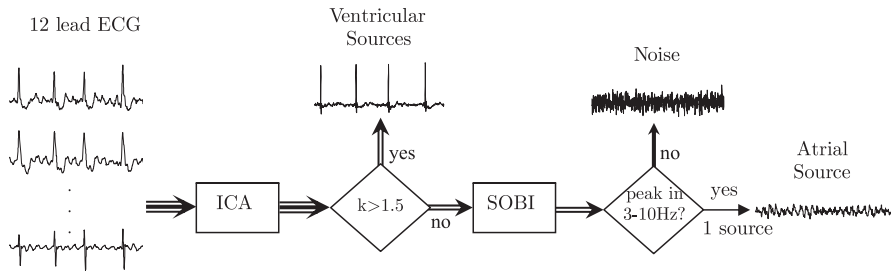 12 lead ECG
Ventricular
Sources
Noise
Atrial
Source
yes
no
ICA
k>1.5
no
SOBI
peak in
3-10Hz?
yes
1 source